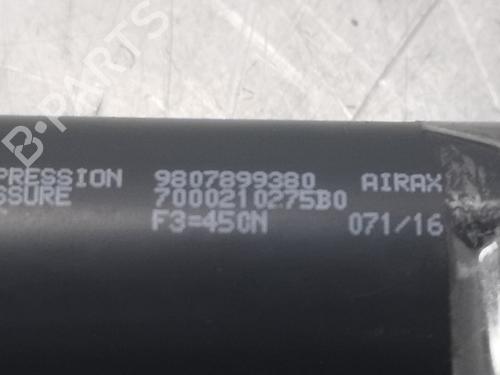 PRESSION 9807899380 AIRAX
SSURE 7000210275B0
F3=450N 071/16
B-PARTS